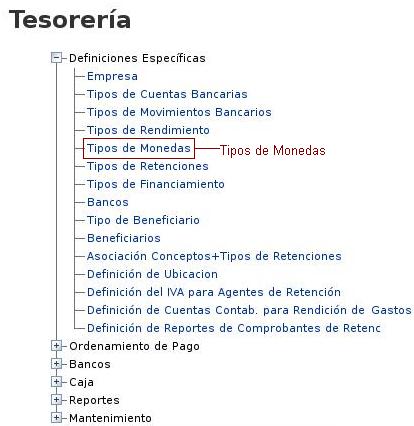 Tesorería
Definiciones Específicas
Empresa
Tipos de Cuentas Bancarias
Tipos de Movimientos Bancarios
Tipos de Rendimiento
Tipos de Monedas Tipos de Monedas
Tipos de Retenciones
Tipos de Financiamiento
Bancos
Tipo de Beneficiario
Beneficiarios
Asociación Conceptos+Tipos de Retenciones
Definición de Ubicacion
Definición del IVA para Agentes de Retención
Definición de Cuentas Contab. para Rendición de Gastos
Definición de Reportes de Comprobantes de Retenc
Ordenamiento de Pago
Bancos
Caja
Reportes
Mantenimiento